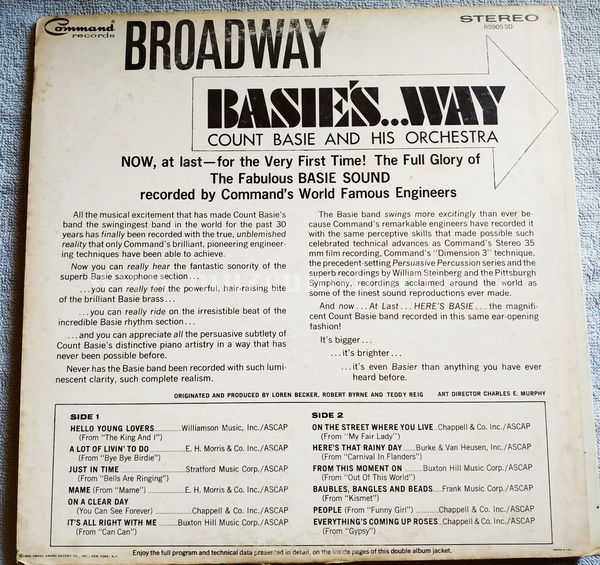 Command
records
STEREO
RS905 SD
BROADWAY
BASIE'S...WAY
COUNT BASIE AND HIS ORCHESTRA
NOW, at last—for the Very First Time! The Full Glory of
The Fabulous BASIE SOUND
recorded by Command's World Famous Engineers
All the musical excitement that has made Count Basie's
band the swingingest band in the world for the past 30
years has finally been recorded with the true, unblemished
reality that only Command's brilliant, pioneering engineer-
ing techniques have been able to achieve.
Now you can really hear the fantastic sonority of the
superb Basie saxophone section...
...you can really feel the powerful, hair-raising bite
of the brilliant Basie brass...
...you can really ride on the irresistible beat of the
incredible Basie rhythm section...
...and you can appreciate all the persuasive subtlety of
Count Basie's distinctive piano artistry in a way that has
never been possible before.
Never has the Basie band been recorded with such lumi-
nescent clarity, such complete realism.
The Basie band swings more excitingly than ever be-
cause Command's remarkable engineers have recorded it
with the same perceptive skills that made possible such
celebrated technical advances as Command's Stereo 35
mm film recording, Command's "Dimension 3" technique,
the precedent-setting Persuasive Percussion series and the
superb recordings by William Steinberg and the Pittsburgh
Symphony, recordings acclaimed around the world as
some of the finest sound reproductions ever made.
And now... At Last... HERE'S BASIE... the magnifi-
cent Count Basie band recorded in this same ear-opening
fashion!
It's bigger...
...it's brighter...
...it's even Basier than anything you have ever
heard before.
ORIGINATED AND PRODUCED BY LOREN BECKER, ROBERT BYRNE AND TEDDY REIG ART DIRECTOR CHARLES E. MURPHY
SIDE 1
HELLO YOUNG LOVERS Williamson Music, Inc./ASCAP
(From "The King And I")
A LOT OF LIVIN' TO DO E. H. Morris & Co. Inc./ASCAP
(From "Bye Bye Birdie")
JUST IN TIME Stratford Music Corp./ASCAP
(From "Bells Are Ringing")
MAME (From "Mame") E. H. Morris & Co. Inc./ASCAP
ON A CLEAR DAY
(You Can See Forever) Chappell & Co. Inc./ASCAP
IT'S ALL RIGHT WITH ME Buxton Hill Music Corp./ASCAP
(From "Can Can")
SIDE 2
ON THE STREET WHERE YOU LIVE Chappell & Co. Inc./ASCAP
(From "My Fair Lady")
HERE'S THAT RAINY DAY Burke & Van Heusen, Inc./ASCAP
(From "Carnival In Flanders")
FROM THIS MOMENT ON Buxton Hill Music Corp./ASCAP
(From "Out Of This World")
BAUBLES, BANGLES AND BEADS Frank Music Corp./ASCAP
(From "Kismet")
PEOPLE (From "Funny Girl") Chappell & Co. Inc./ASCAP
EVERYTHING'S COMING UP ROSES Chappell & Co. Inc./ASCAP
(From "Gypsy")
Enjoy the full program and technical data presented in detail, on the inside pages of this double album jacket.